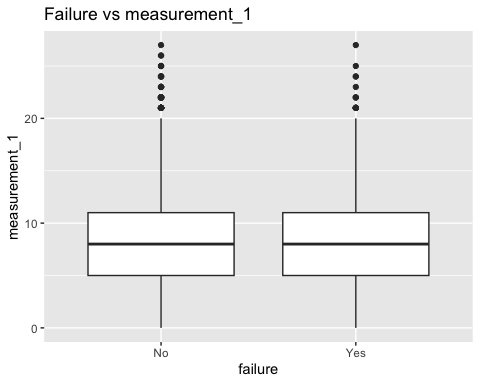 Failure vs measurement_1
measurement_1
20
10
0
No
Yes
failure